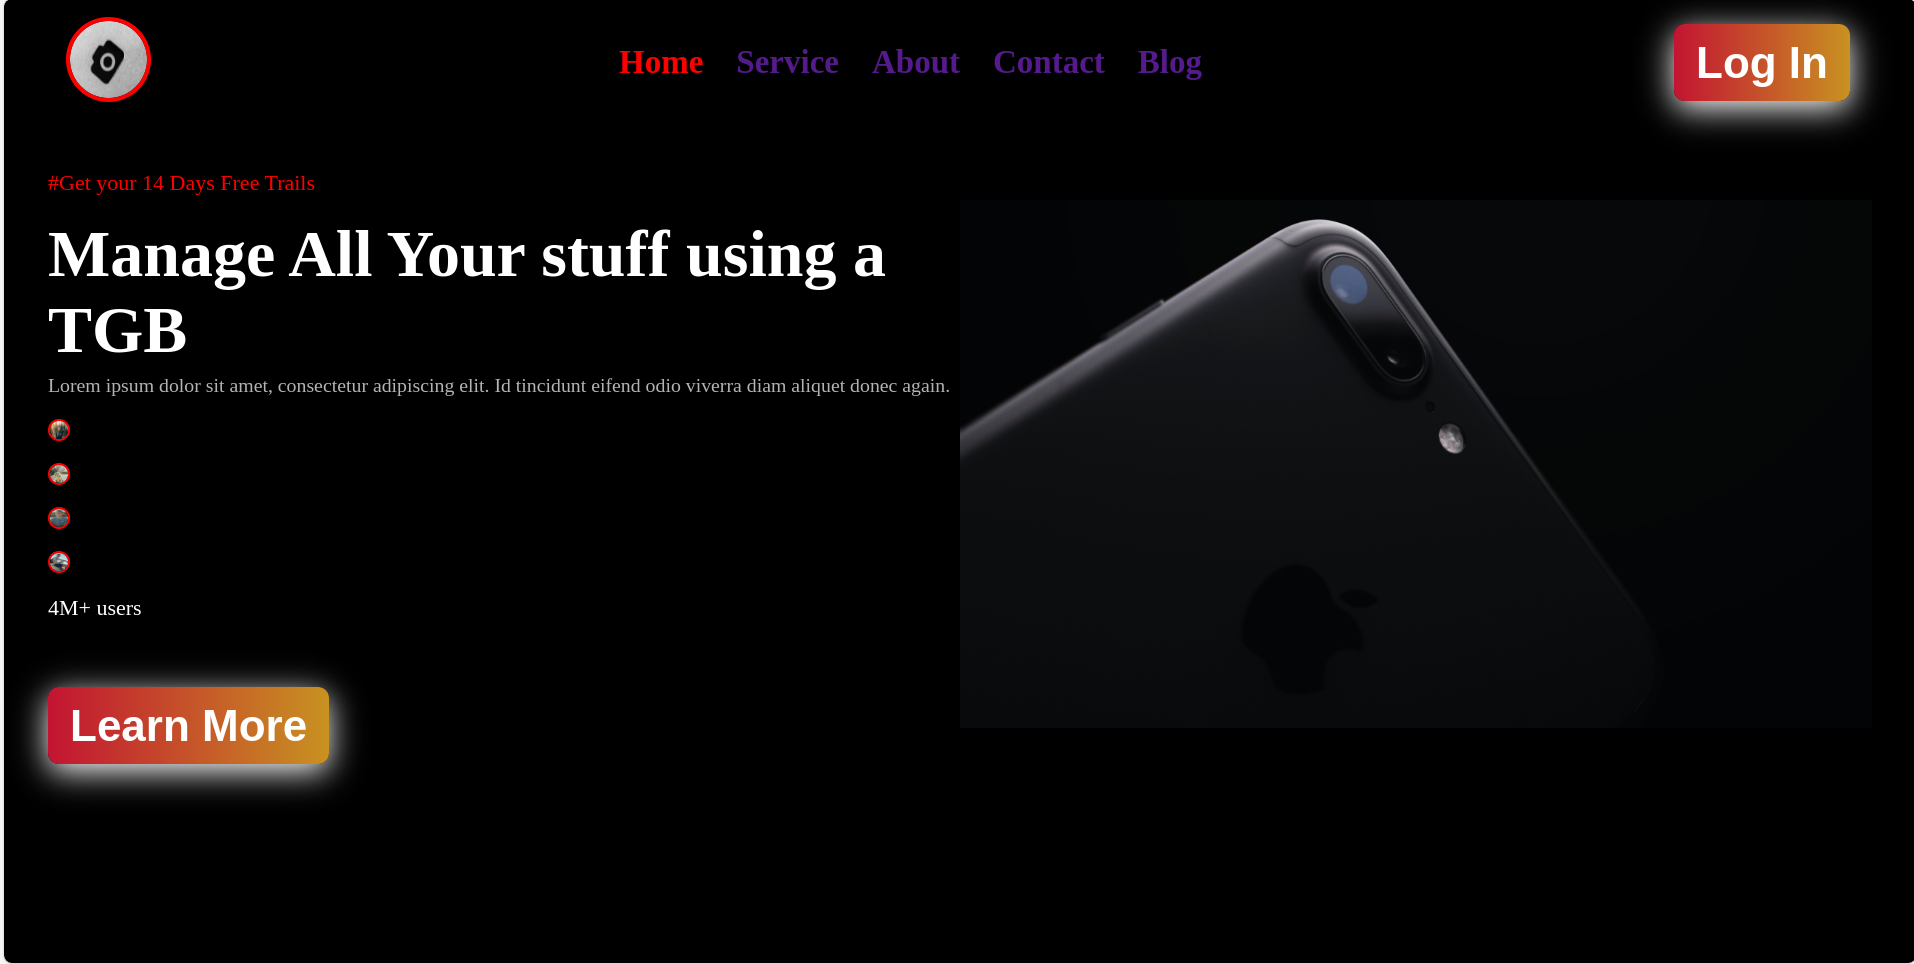 Home Service About Contact Blog
Log In
#Get your 14 Days Free Trails
Manage All Your stuff using a
TGB
Lorem ipsum dolor sit amet, consectetur adipiscing elit. Id tincidunt eifend odio viverra diam aliquet donec again.
4M+ users
Learn More